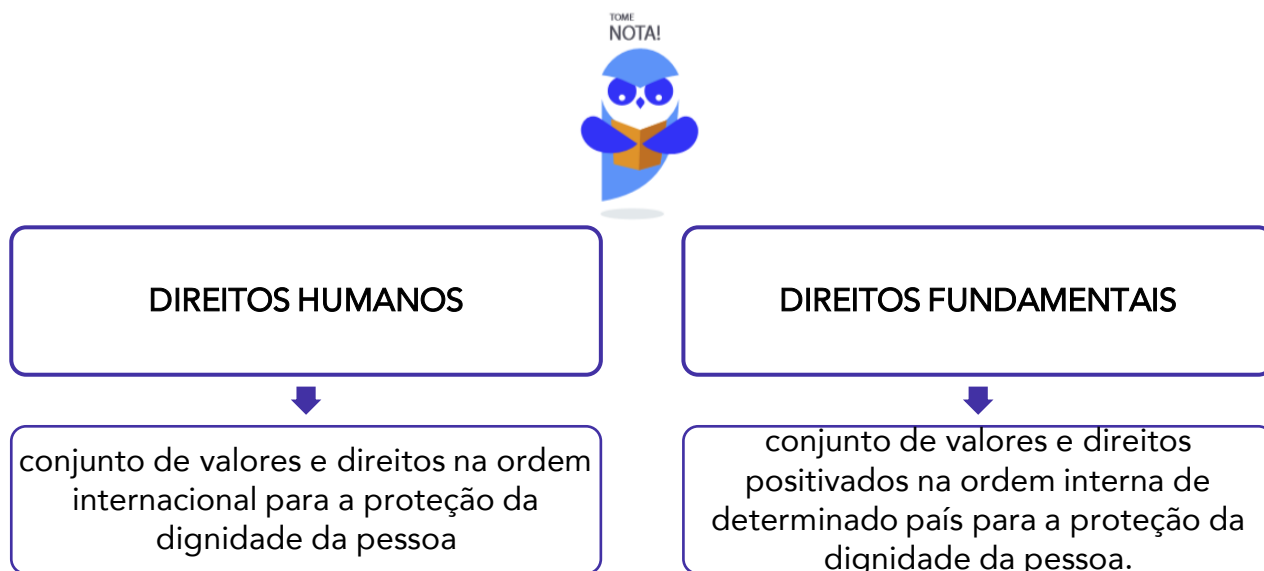 TOME
NOTA!
DIREITOS HUMANOS
DIREITOS FUNDAMENTAIS
conjunto de valores e direitos na ordem
internacional para a proteção da
dignidade da pessoa
conjunto de valores e direitos
positivados na ordem interna de
determinado país para a proteção da
dignidade da pessoa.